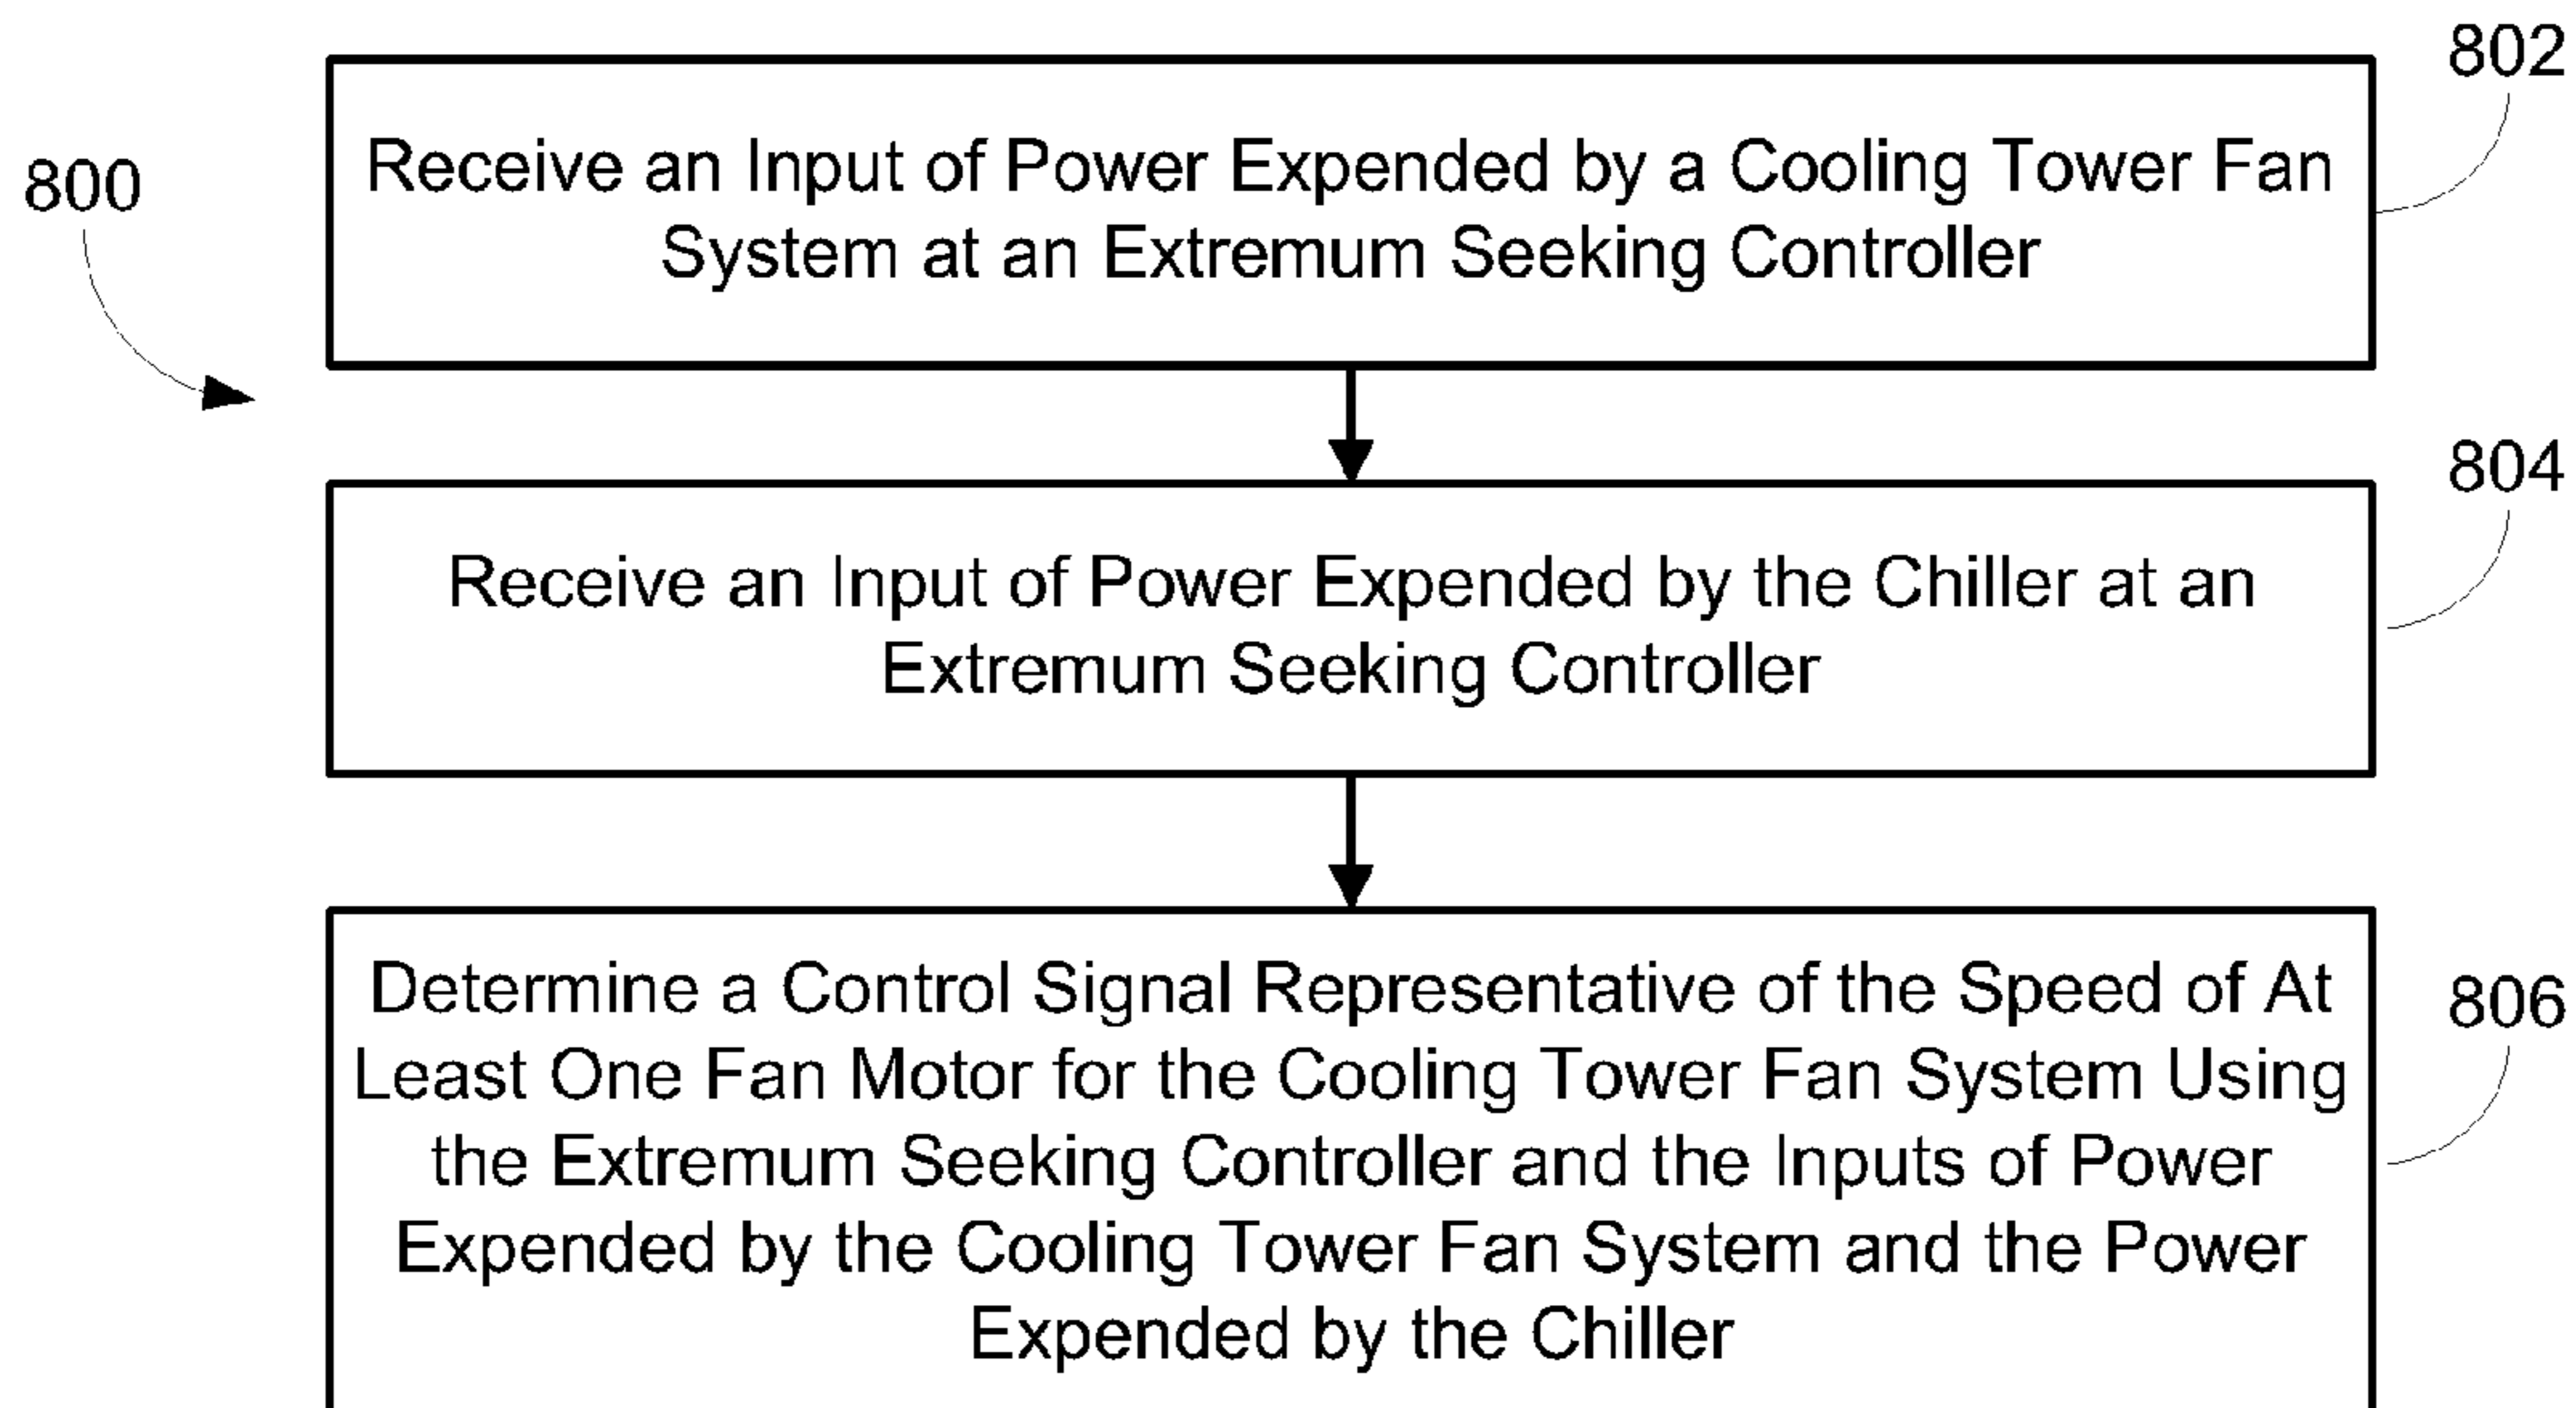 802
800
Receive an Input of Power Expended by a Cooling Tower Fan
System at an Extremum Seeking Controller
804
Receive an Input of Power Expended by the Chiller at an
Extremum Seeking Controller
806
Determine a Control Signal Representative of the Speed of At
Least One Fan Motor for the Cooling Tower Fan System Using
the Extremum Seeking Controller and the Inputs of Power
Expended by the Cooling Tower Fan System and the Power
Expended by the Chiller